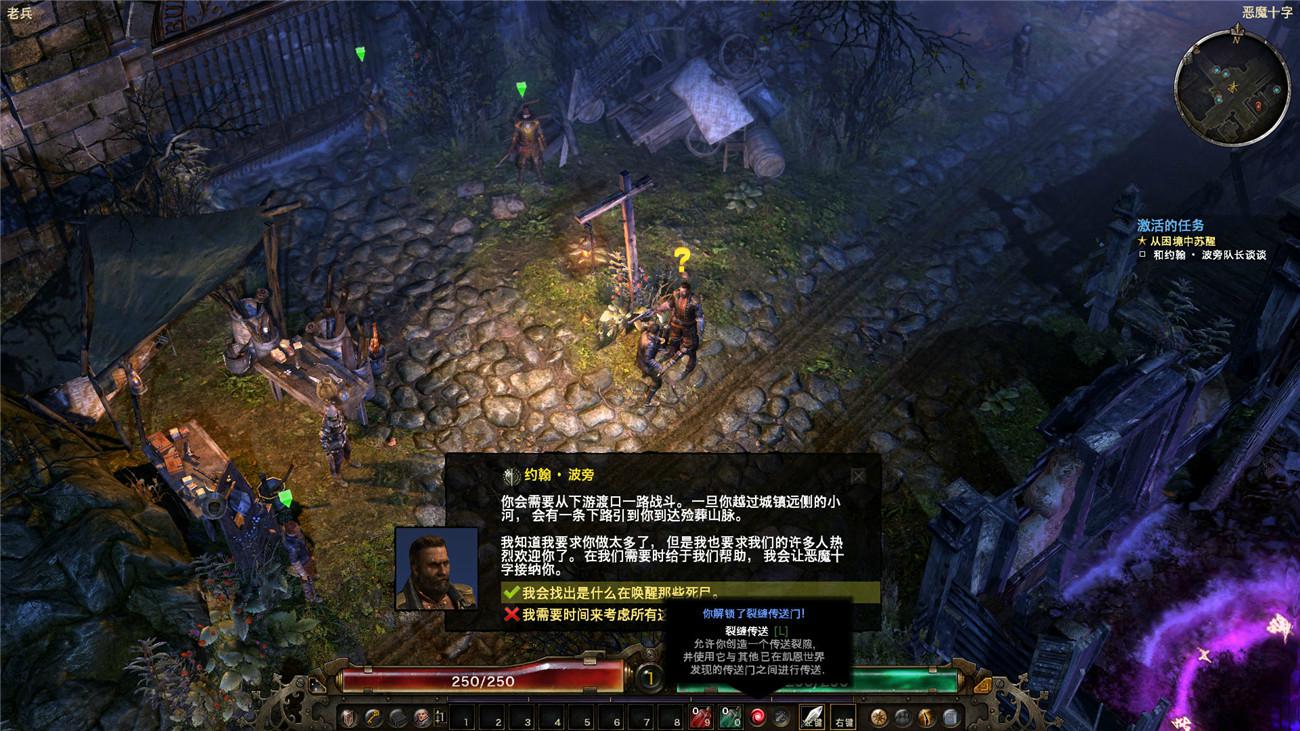 老兵
恶魔十字
N
激活的任务
从困境中苏醒
和约翰·波旁队长谈谈
?
约翰·波旁
你会需要从下游渡口一路战斗。一旦你越过城镇远侧的小
河， 会有一条下路引到你到达殓葬山脉。
我知道我要求你做太多了， 但是我也要求我们的许多人热
烈欢迎你了。在我们需要时给于我们帮助， 我会让恶魔十
字接纳你。
我会找出是什么在唤醒那些死尸。
我需要时间来考虑所有这
你解锁了裂缝传送门!
裂缝传送 [L]
允许你创造一个传送裂隙,
并使用它与其他已在凯恩世界
发现的传送门之间进行传送.
250/250
1
1 2 3 4 5 6 7 8 0 9 0 0 右键